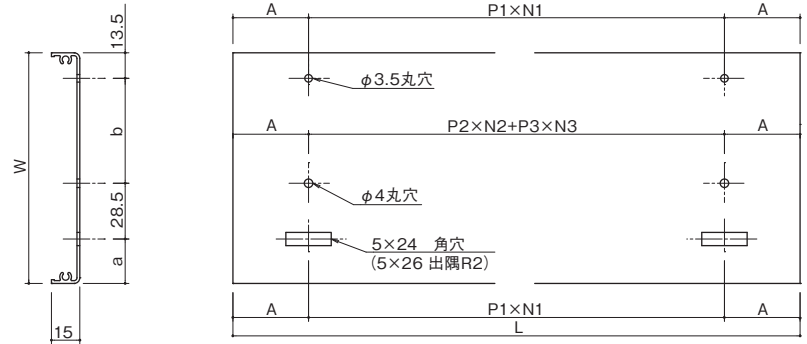 A P1×N1 A
13.5
φ3.5丸穴
b
A P2×N2+P3×N3 A
W
φ4丸穴
28.5
5×24 角穴
(5×26 出隅R2)
a
A P1×N1 A
15
L